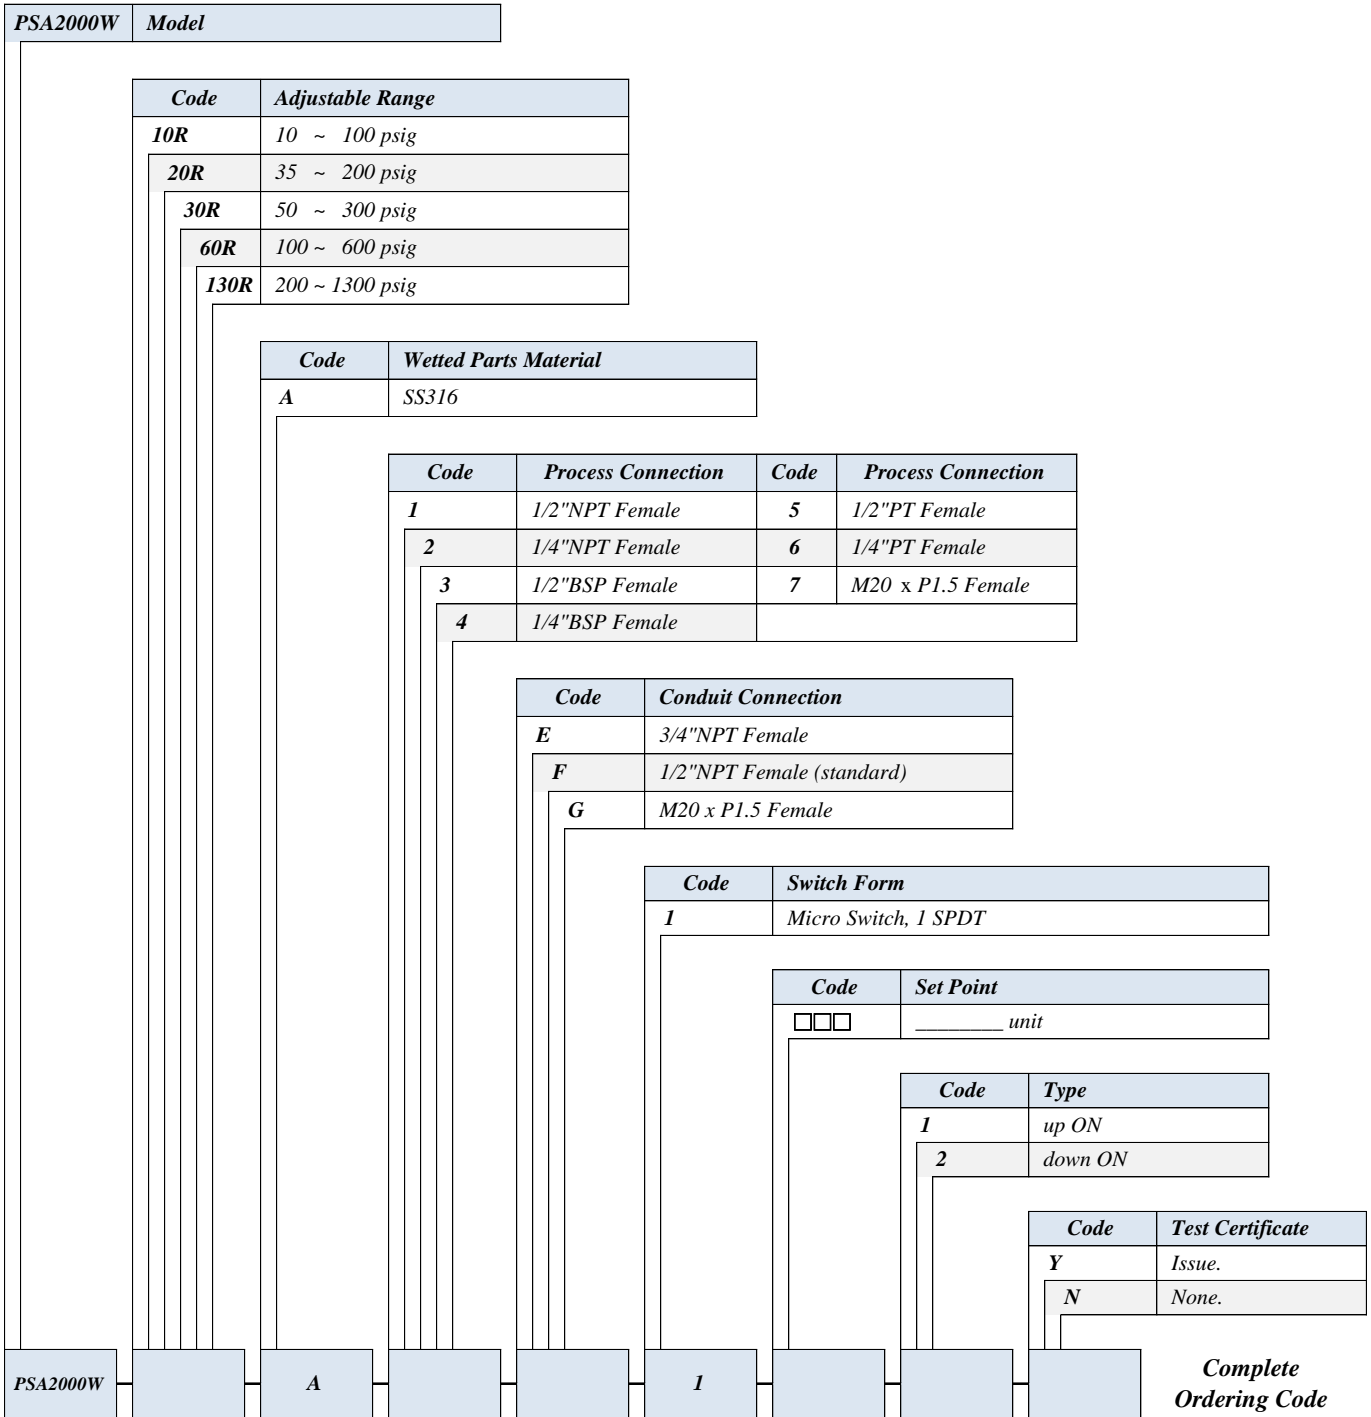 PSA2000W Model
Code Adjustable Range
10R 10 ~ 100 psig
20R 35 ~ 200 psig
30R 50 ~ 300 psig
60R 100 ~ 600 psig
130R 200 ~ 1300 psig
Code Wetted Parts Material
A SS316
Code Process Connection Code Process Connection
1 1/2"NPT Female 5 1/2"PT Female
2 1/4"NPT Female 6 1/4"PT Female
3 1/2"BSP Female 7 M20 x P1.5 Female
4 1/4"BSP Female
Code Conduit Connection
E 3/4"NPT Female
F 1/2"NPT Female (standard)
G M20 x P1.5 Female
Code Switch Form
1 Micro Switch, 1 SPDT
Code Set Point
□□□ ________ unit
Code Type
1 up ON
2 down ON
Code Test Certificate
Y Issue.
N None.
PSA2000W A 1 Complete
Ordering Code